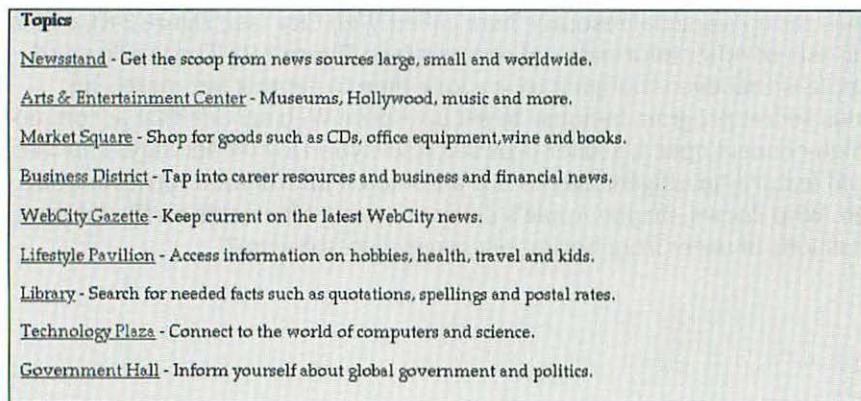 Topics
Newsstand - Get the scoop from news sources large, small and worldwide.
Arts & Entertainment Center - Museums, Hollywood, music and more.
Market Square - Shop for goods such as CDs, office equipment,wine and books.
Business District - Tap into career resources and business and financial news.
WebCity Gazette - Keep current on the latest WebCity news.
Lifestyle Pavilion - Access information on hobbies, health, travel and kids.
Library - Search for needed facts such as quotations, spellings and postal rates.
Technology Plaza - Connect to the world of computers and science.
Government Hall - Inform yourself about global government and politics.